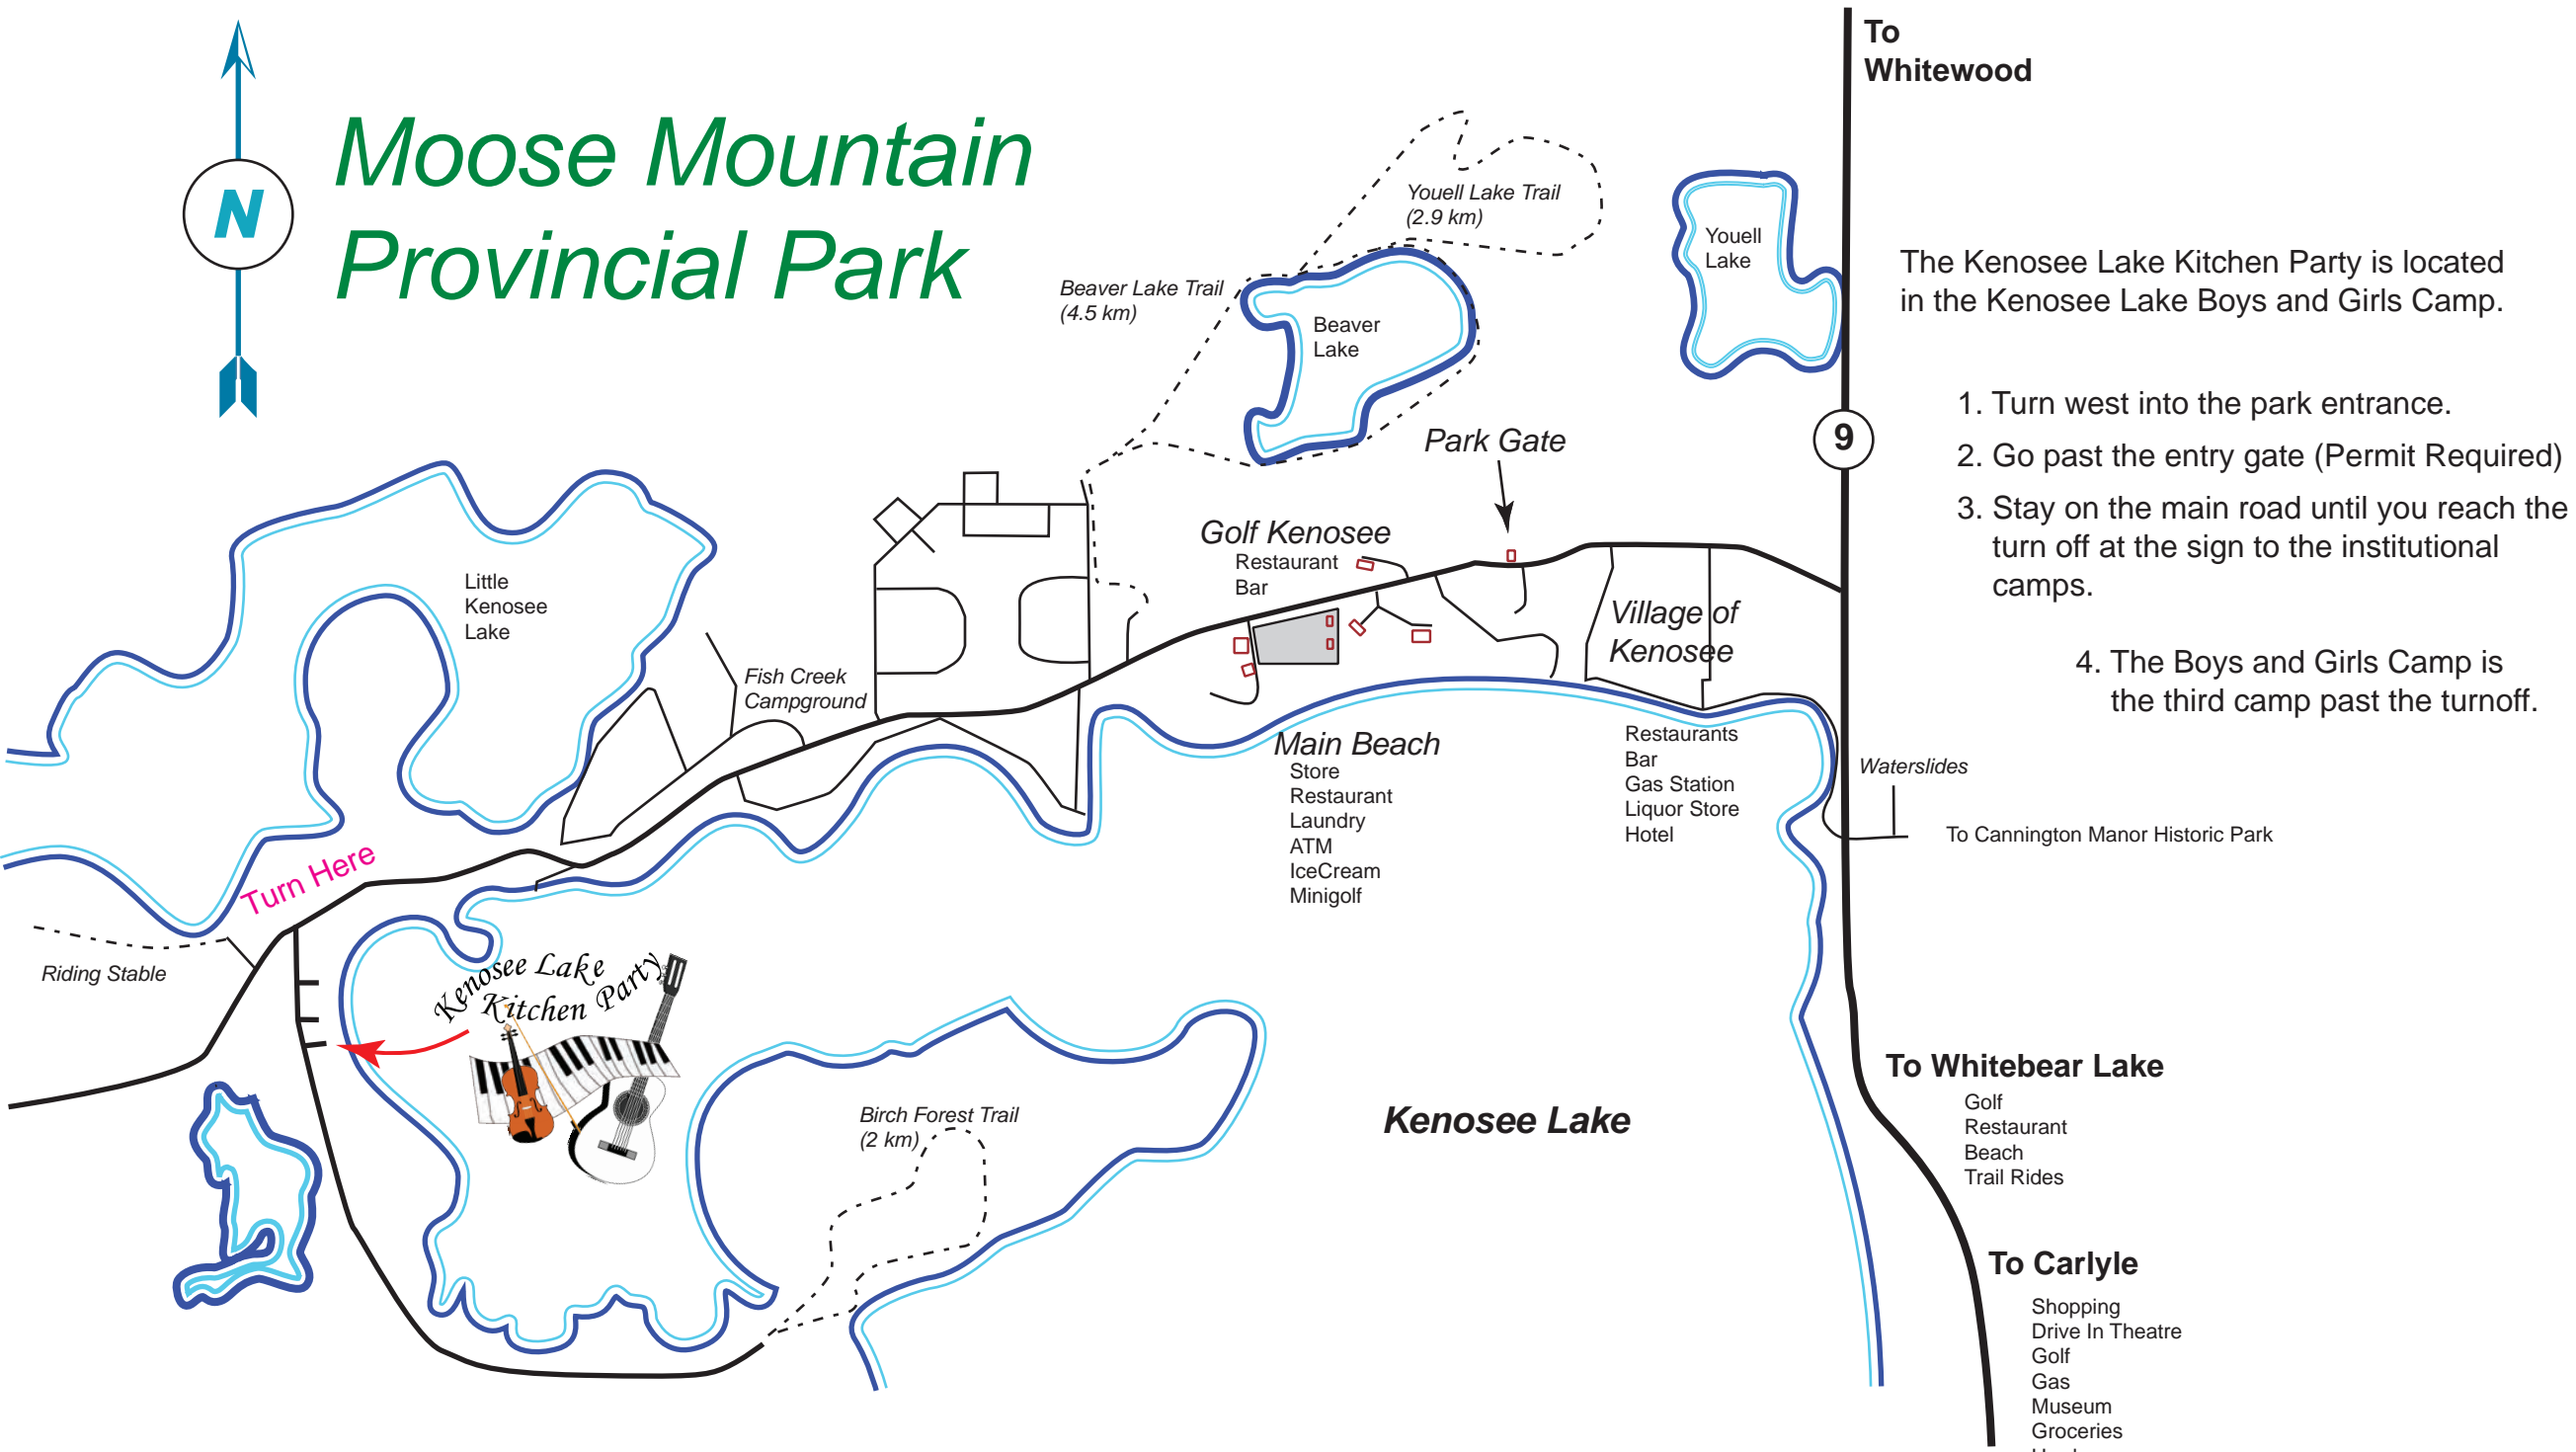 To
Whitewood
N
Moose Mountain
Provincial Park
Youell Lake Trail
(2.9 km)
Youell
Lake
The Kenosee Lake Kitchen Party is located
in the Kenosee Lake Boys and Girls Camp.
Beaver Lake Trail
(4.5 km)
Beaver
Lake
1. Turn west into the park entrance.
2. Go past the entry gate (Permit Required)
3. Stay on the main road until you reach the
turn off at the sign to the institutional
camps.
4. The Boys and Girls Camp is
the third camp past the turnoff.
9
Park Gate
Golf Kenosee
Restaurant
Bar
Village of
Kenosee
Little
Kenosee
Lake
Fish Creek
Campground
Main Beach
Store
Restaurant
Laundry
ATM
IceCream
Minigolf
Restaurants
Bar
Gas Station
Liquor Store
Hotel
Waterslides
To Cannington Manor Historic Park
Turn Here
Riding Stable
Kenosee Lake
Kitchen Party
Birch Forest Trail
(2 km)
Kenosee Lake
To Whitebear Lake
Golf
Restaurant
Beach
Trail Rides
To Carlyle
Shopping
Drive In Theatre
Golf
Gas
Museum
Groceries